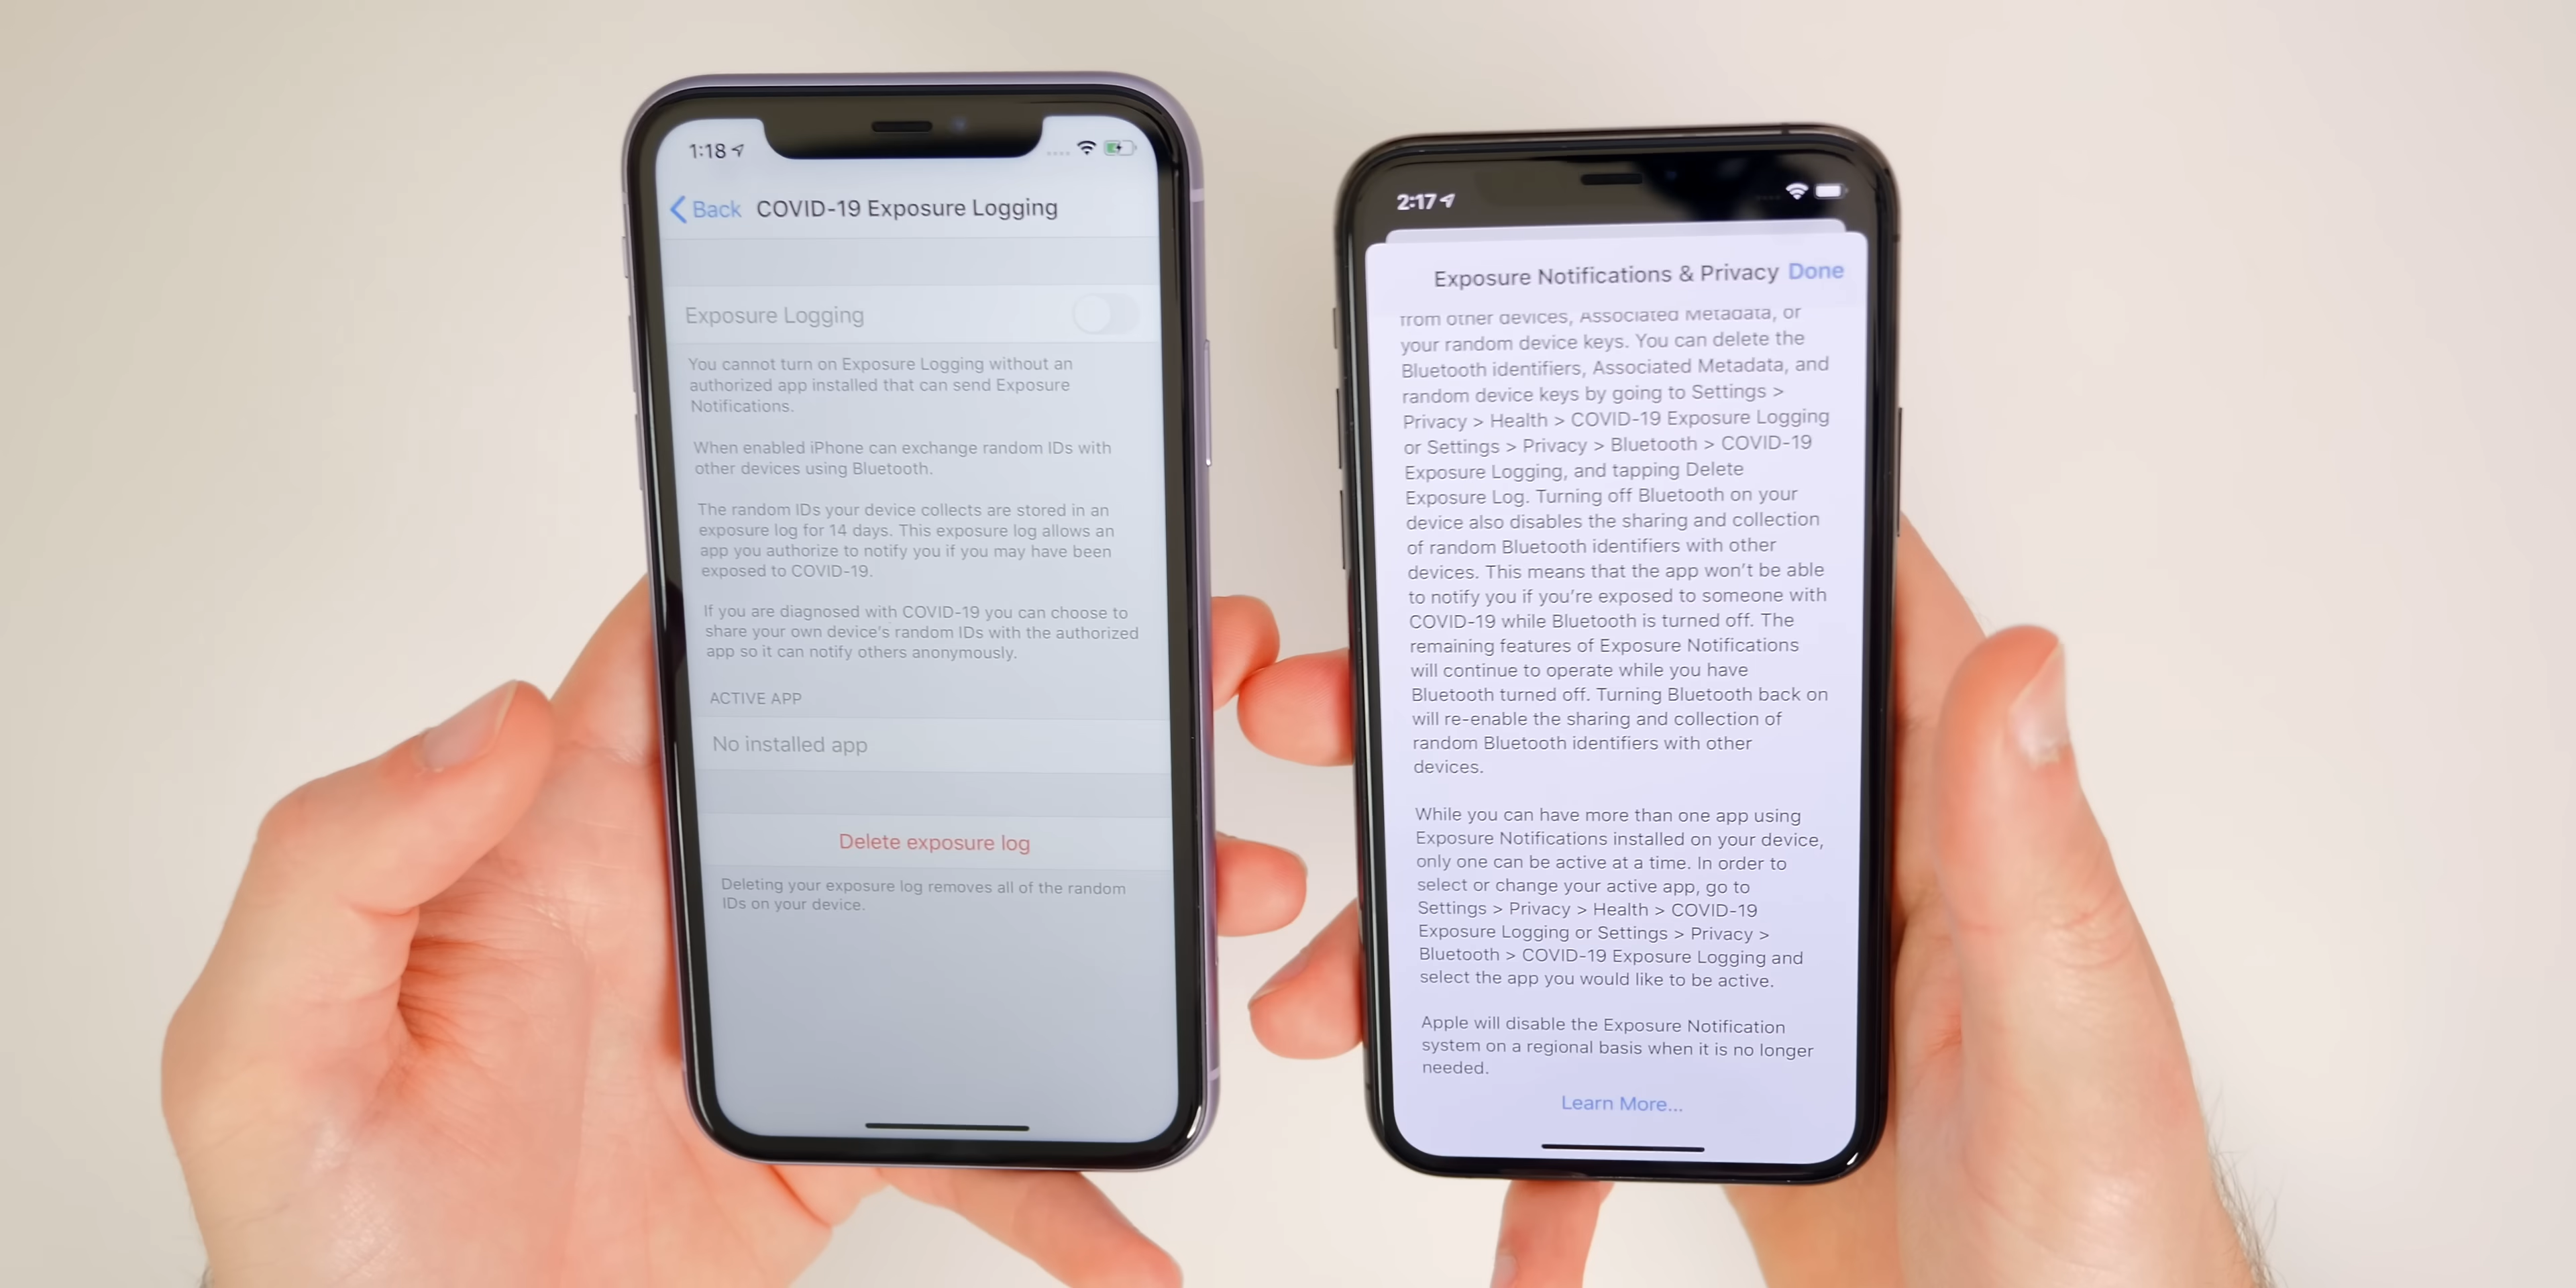 1:18
Back COVID-19 Exposure Logging
Exposure Logging
You cannot turn on Exposure Logging without an
authorized app installed that can send Exposure
Notifications.
When enabled iPhone can exchange random IDs with
other devices using Bluetooth.
The random IDs your device collects are stored in an
exposure log for 14 days. This exposure log allows an
app you authorize to notify you if you may have been
exposed to COVID-19.
If you are diagnosed with COVID-19 you can choose to
share your own device's random IDs with the authorized
app so it can notify others anonymously.
ACTIVE APP
No installed app
Delete exposure log
Deleting your exposure log removes all of the random
IDs on your device.
2:17
Exposure Notifications & Privacy Done
from other devices, Associated Metadata, or
your random device keys. You can delete the
Bluetooth identifiers, Associated Metadata, and
random device keys by going to Settings >
Privacy > Health > COVID-19 Exposure Logging
or Settings > Privacy > Bluetooth > COVID-19
Exposure Logging, and tapping Delete
Exposure Log. Turning off Bluetooth on your
device also disables the sharing and collection
of random Bluetooth identifiers with other
devices. This means that the app won't be able
to notify you if you're exposed to someone with
COVID-19 while Bluetooth is turned off. The
remaining features of Exposure Notifications
will continue to operate while you have
Bluetooth turned off. Turning Bluetooth back on
will re-enable the sharing and collection of
random Bluetooth identifiers with other
devices.
While you can have more than one app using
Exposure Notifications installed on your device,
only one can be active at a time. In order to
select or change your active app, go to
Settings > Privacy > Health > COVID-19
Exposure Logging or Settings > Privacy >
Bluetooth > COVID-19 Exposure Logging and
select the app you would like to be active.
Apple will disable the Exposure Notification
system on a regional basis when it is no longer
needed.
Learn More...